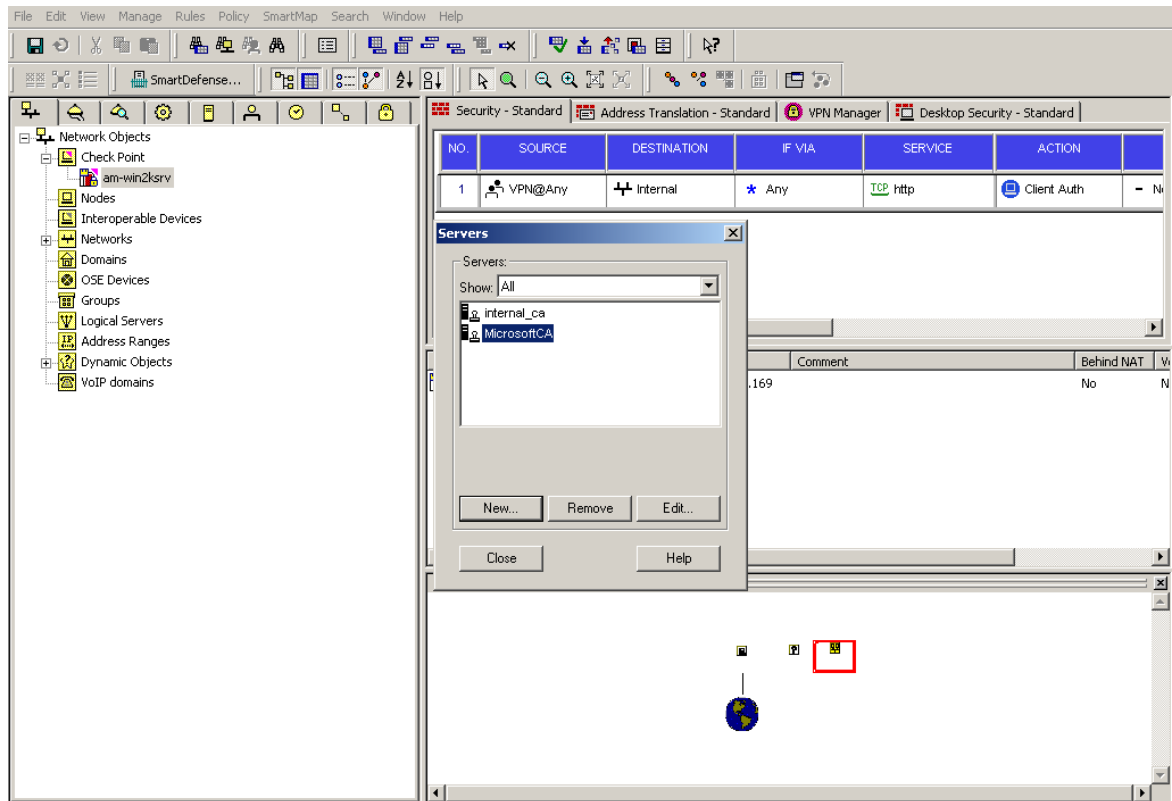 File Edit View Manage Rules Policy SmartMap Search Window Help
SmartDefense...
Security - Standard Address Translation - Standard VPN Manager Desktop Security - Standard
Network Objects
Check Point
am-win2ksrv
Nodes
Interoperable Devices
Networks
Domains
OSE Devices
Groups
Logical Servers
Address Ranges
Dynamic Objects
VoIP domains
NO. SOURCE DESTINATION IF VIA SERVICE ACTION
1 VPN@Any Internal * Any TCP http Client Auth - N
Servers
Servers:
Show: All
internal_ca
MicrosoftCA
New... Remove Edit...
Close Help
Comment Behind NAT V
.169 No N